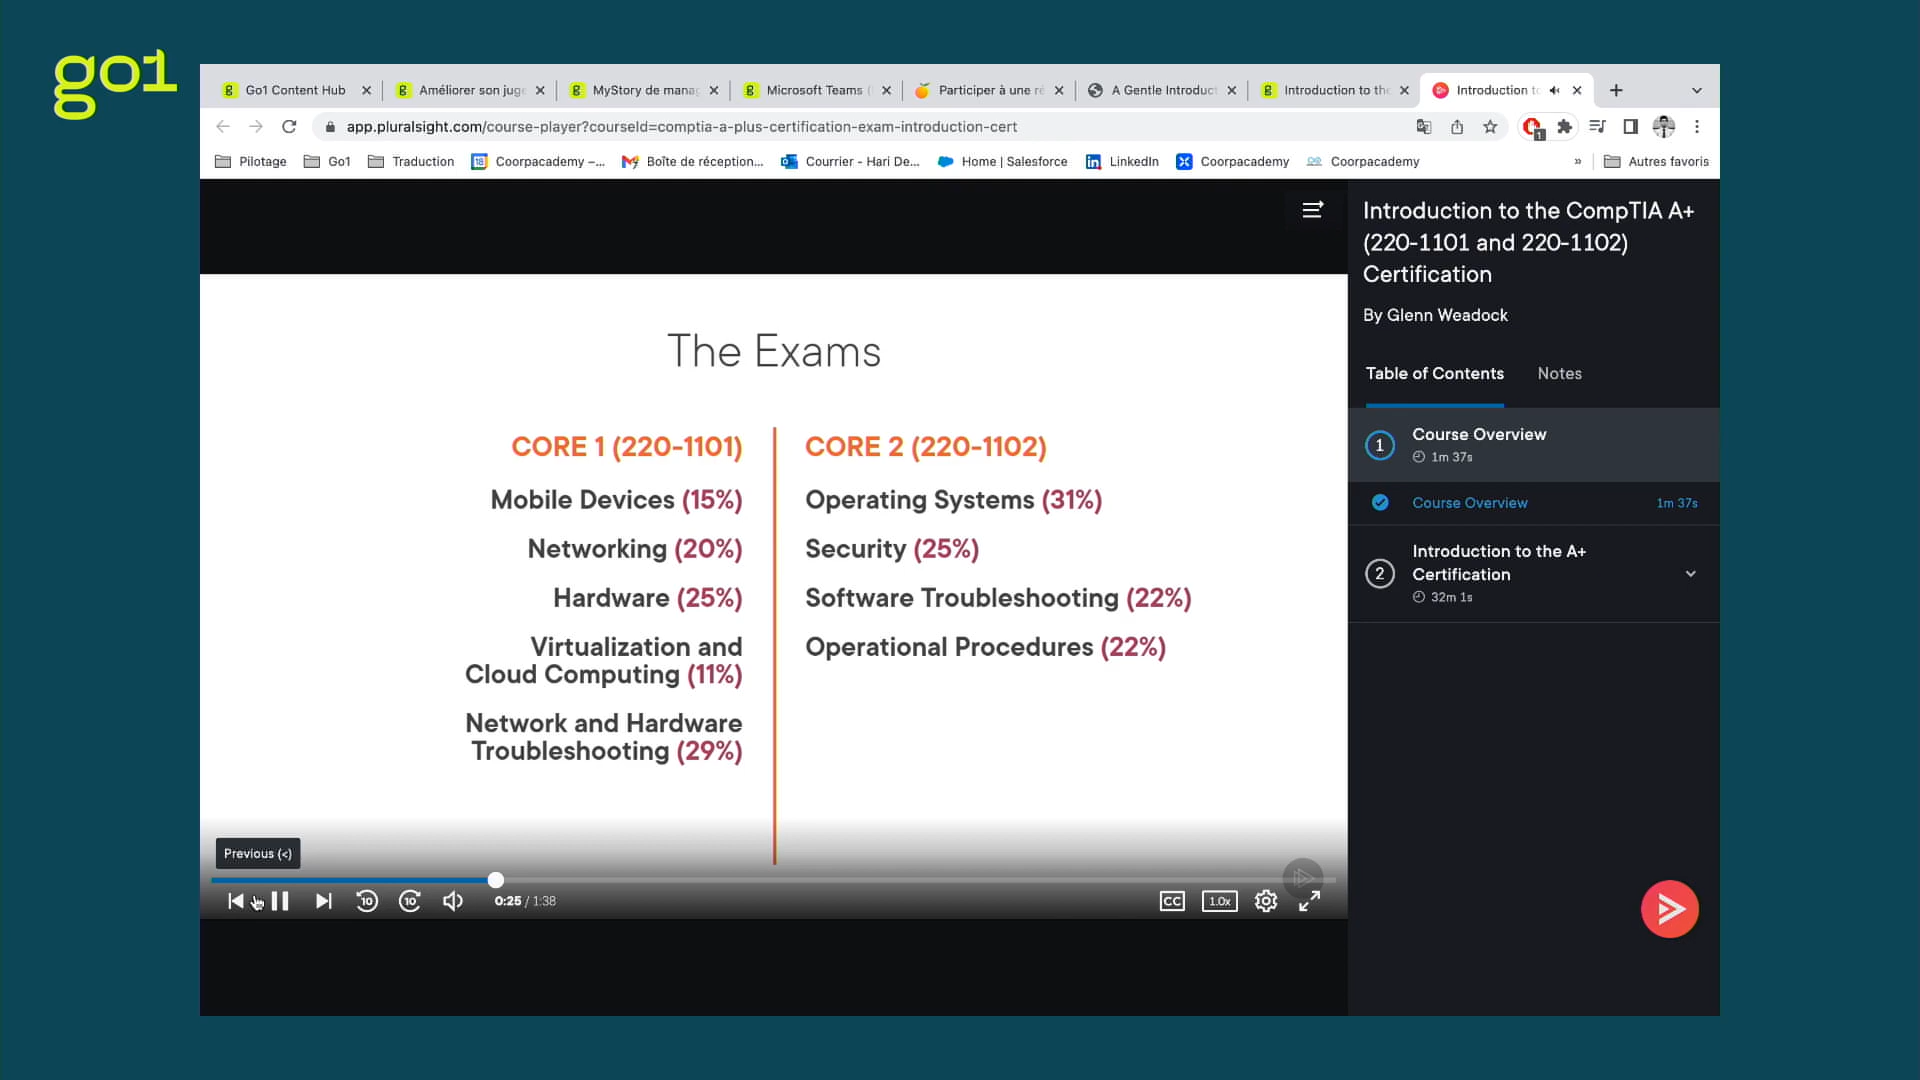 go1
Go1 Content Hub
Améliorer son juge
MyStory de manag
Microsoft Teams (
Participer à une ré
A Gentle Introduct
Introduction to the
Introduction to
app.pluralsight.com/course-player?courseId=comptia-a-plus-certification-exam-introduction-cert
1
Pilotage
Go1
Traduction
18
Coorpacademy –...
Boîte de réception...
Courrier - Hari De...
Home | Salesforce
LinkedIn
Coorpacademy
Coorpacademy
»
Autres favoris
Introduction to the CompTIA A+
(220-1101 and 220-1102)
Certification
By Glenn Weadock
Table of Contents
Notes
1
Course Overview
1m 37s
Course Overview
1m 37s
2
Introduction to the A+
Certification
32m 1s
The Exams
CORE 1 (220-1101)
Mobile Devices (15%)
Networking (20%)
Hardware (25%)
Virtualization and
Cloud Computing (11%)
Network and Hardware
Troubleshooting (29%)
CORE 2 (220-1102)
Operating Systems (31%)
Security (25%)
Software Troubleshooting (22%)
Operational Procedures (22%)
Previous (<)
10
10
0:25 / 1:38
CC
1.0x